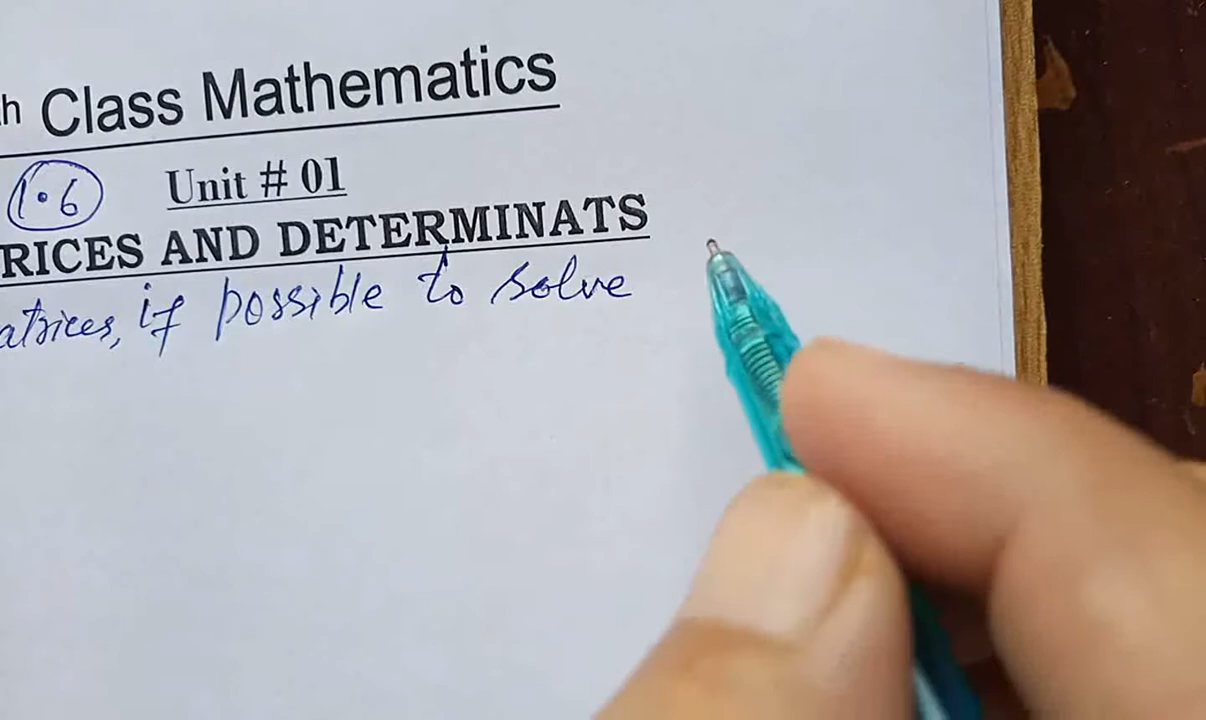 h Class Mathematics
1.6 Unit # 01
RICES AND DETERMINATS
atrices, if possible to solve